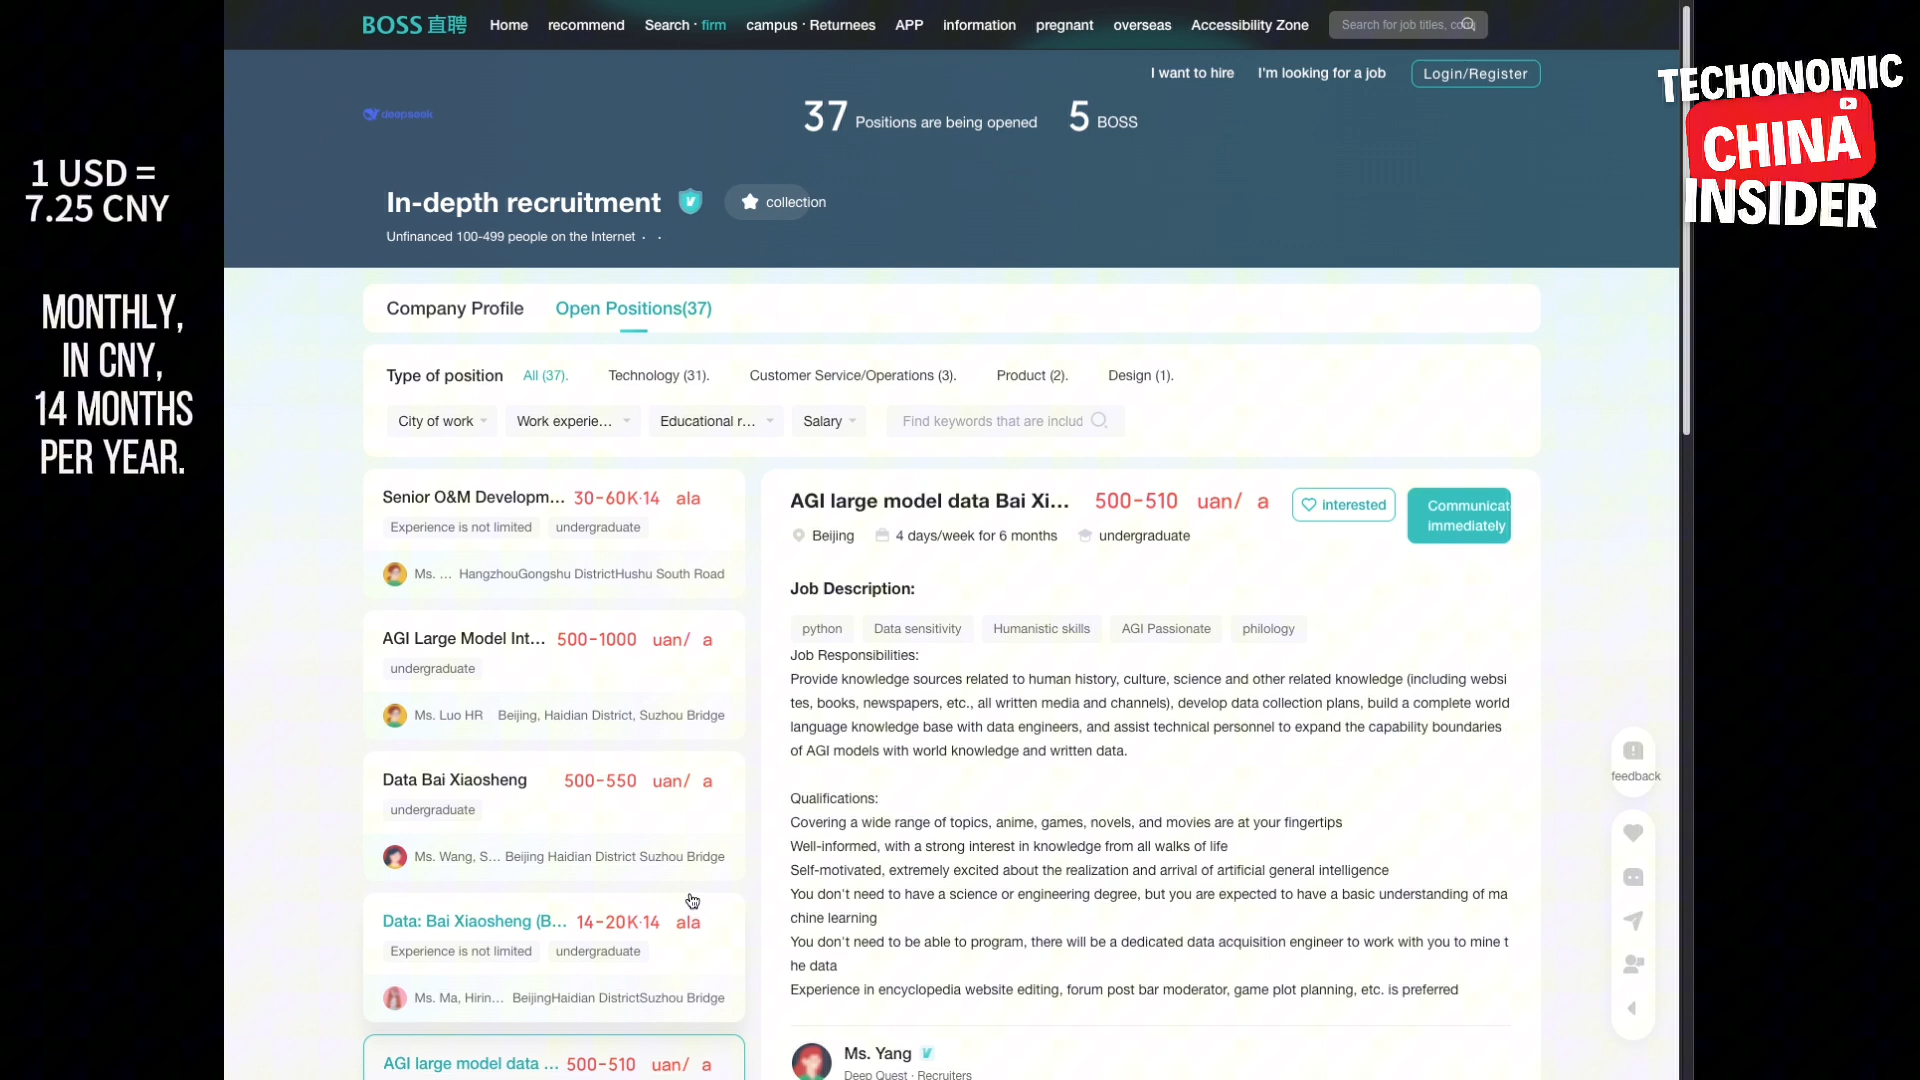 BOSS 直聘 Home recommend Search · firm campus · Returnees APP information pregnant overseas Accessibility Zone Search for job titles, com
I want to hire I'm looking for a job Login/Register
TECHONOMIC
CHINA
INSIDER
deepseek
37 Positions are being opened 5 BOSS
1 USD =
7.25 CNY
In-depth recruitment collection
Unfinanced 100-499 people on the Internet · ·
MONTHLY,
IN CNY,
14 MONTHS
PER YEAR.
Company Profile Open Positions(37)
Type of position All (37). Technology (31). Customer Service/Operations (3). Product (2). Design (1).
City of work Work experie... Educational r... Salary Find keywords that are includ
Senior O&M Developm... 30-60K·14 ala
Experience is not limited undergraduate
Ms. ... HangzhouGongshu DistrictHushu South Road
AGI Large Model Int... 500-1000 uan/ a
undergraduate
Ms. Luo HR Beijing, Haidian District, Suzhou Bridge
Data Bai Xiaosheng 500-550 uan/ a
undergraduate
Ms. Wang, S... Beijing Haidian District Suzhou Bridge
Data: Bai Xiaosheng (B... 14-20K·14 ala
Experience is not limited undergraduate
Ms. Ma, Hirin... BeijingHaidian DistrictSuzhou Bridge
AGI large model data ... 500-510 uan/ a
AGI large model data Bai Xi... 500-510 uan/ a interested Communicat
immediately
Beijing 4 days/week for 6 months undergraduate
Job Description:
python Data sensitivity Humanistic skills AGI Passionate philology
Job Responsibilities:
Provide knowledge sources related to human history, culture, science and other related knowledge (including websi
tes, books, newspapers, etc., all written media and channels), develop data collection plans, build a complete world
language knowledge base with data engineers, and assist technical personnel to expand the capability boundaries
of AGI models with world knowledge and written data.
Qualifications:
Covering a wide range of topics, anime, games, novels, and movies are at your fingertips
Well-informed, with a strong interest in knowledge from all walks of life
Self-motivated, extremely excited about the realization and arrival of artificial general intelligence
You don't need to have a science or engineering degree, but you are expected to have a basic understanding of ma
chine learning
You don't need to be able to program, there will be a dedicated data acquisition engineer to work with you to mine t
he data
Experience in encyclopedia website editing, forum post bar moderator, game plot planning, etc. is preferred
Ms. Yang
Deep Quest · Recruiters
feedback